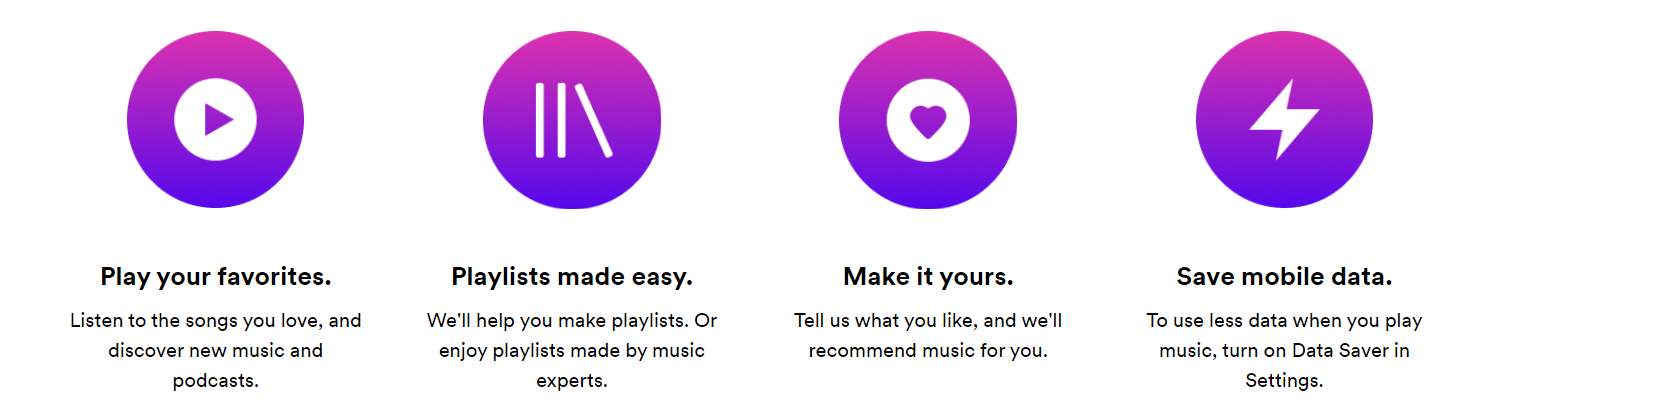 Play your favorites.
Listen to the songs you love, and
discover new music and
podcasts.
Playlists made easy.
We'll help you make playlists. Or
enjoy playlists made by music
experts.
Make it yours.
Tell us what you like, and we'll
recommend music for you.
Save mobile data.
To use less data when you play
music, turn on Data Saver in
Settings.